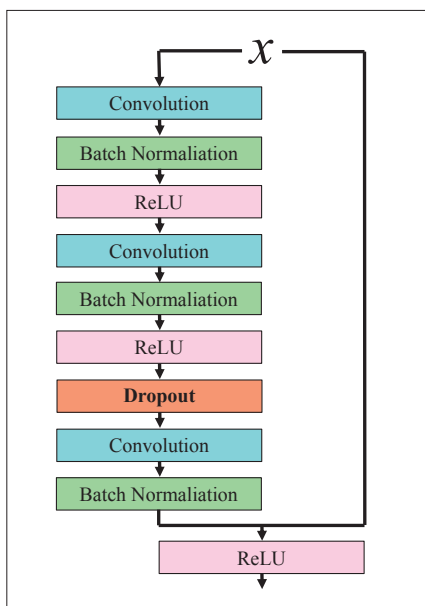 x
Convolution
Batch Normaliation
ReLU
Convolution
Batch Normaliation
ReLU
Dropout
Convolution
Batch Normaliation
ReLU